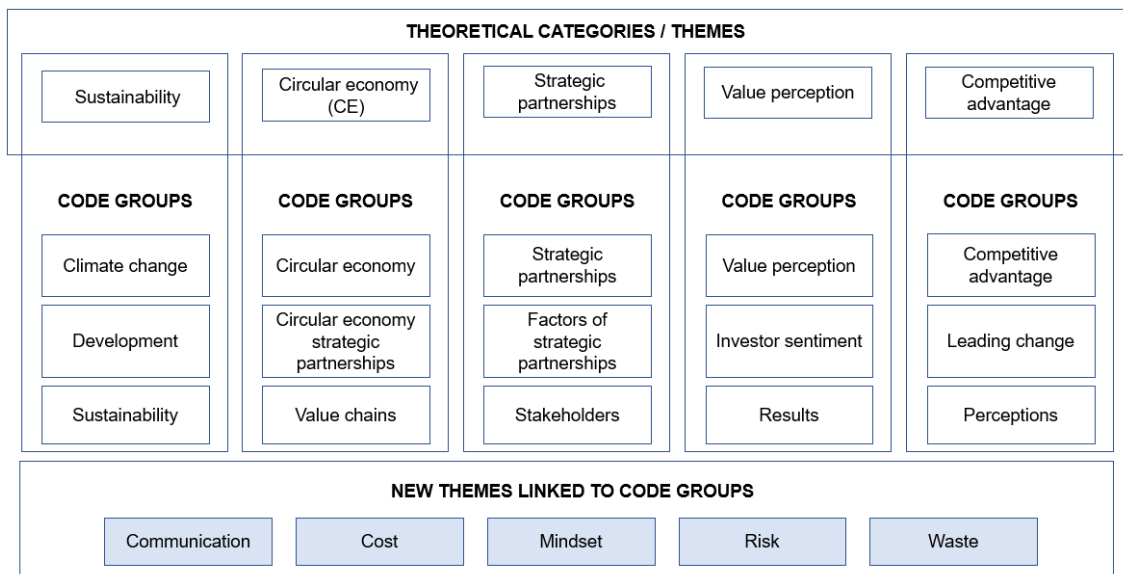 THEORETICAL CATEGORIES / THEMES
Sustainability
Circular economy
(CE)
Strategic
partnerships
Value perception
Competitive
advantage
CODE GROUPS
CODE GROUPS
CODE GROUPS
CODE GROUPS
CODE GROUPS
Climate change
Circular economy
Strategic
partnerships
Value perception
Competitive
advantage
Development
Circular economy
strategic
partnerships
Factors of
strategic
partnerships
Investor sentiment
Leading change
Sustainability
Value chains
Stakeholders
Results
Perceptions
NEW THEMES LINKED TO CODE GROUPS
Communication
Cost
Mindset
Risk
Waste